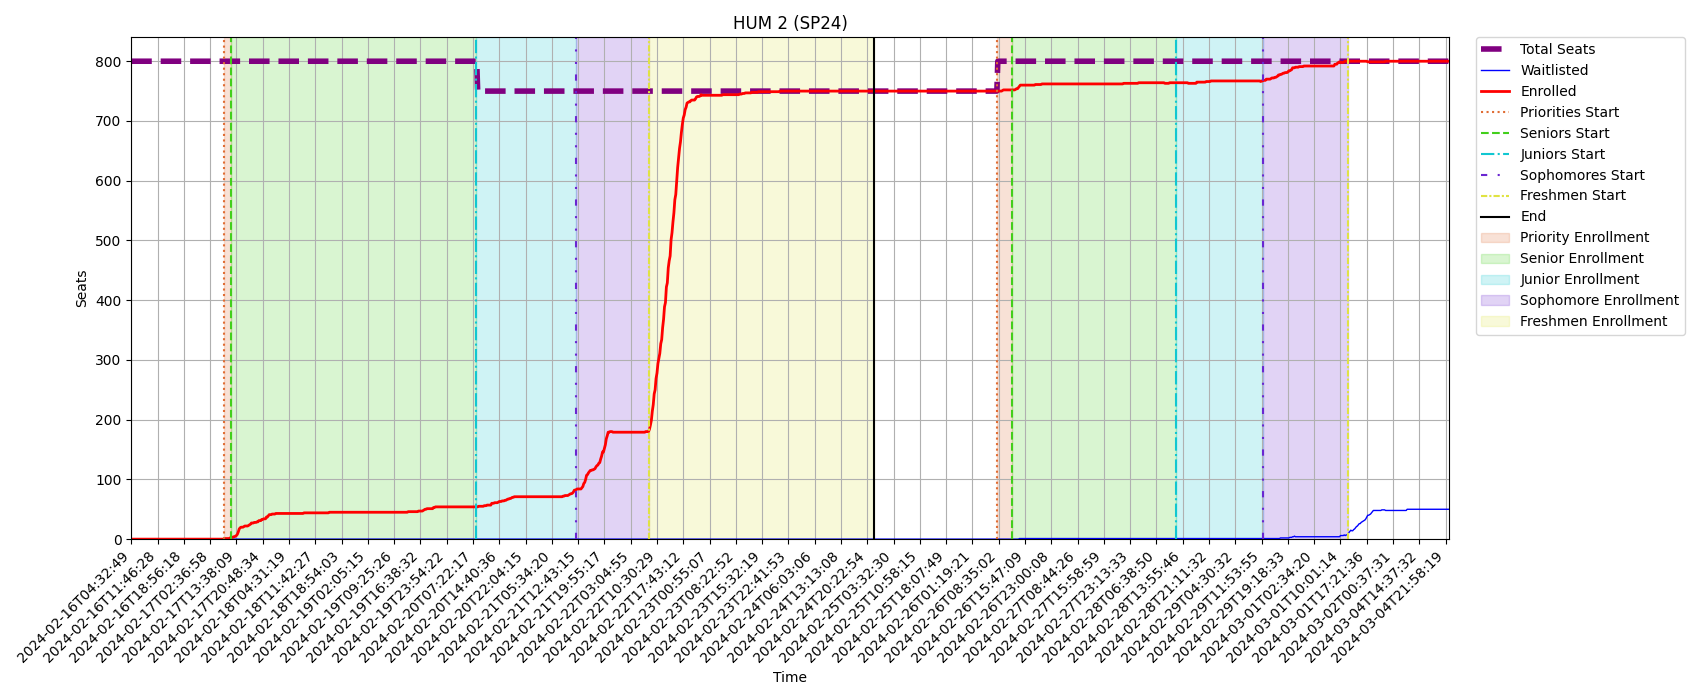 HUM 2 (SP24)
Seats
800
700
600
500
400
300
200
100
0
2024-02-16T04:32:49
2024-02-16T11:46:28
2024-02-16T18:56:18
2024-02-17T02:36:58
2024-02-17T13:38:09
2024-02-17T20:48:34
2024-02-18T04:31:19
2024-02-18T11:42:27
2024-02-18T18:54:03
2024-02-19T02:05:15
2024-02-19T09:25:26
2024-02-19T16:38:32
2024-02-19T23:54:22
2024-02-20T07:22:17
2024-02-20T14:40:36
2024-02-20T22:04:15
2024-02-21T05:34:20
2024-02-21T12:43:15
2024-02-21T19:55:17
2024-02-22T03:04:55
2024-02-22T10:30:29
2024-02-22T17:43:12
2024-02-23T00:55:07
2024-02-23T08:22:52
2024-02-23T15:32:19
2024-02-23T22:41:53
2024-02-24T06:03:06
2024-02-24T13:13:08
2024-02-24T20:22:54
2024-02-25T03:32:30
2024-02-25T10:58:15
2024-02-25T18:07:49
2024-02-26T01:19:21
2024-02-26T08:35:02
2024-02-26T15:47:09
2024-02-26T23:00:08
2024-02-27T08:44:26
2024-02-27T15:58:59
2024-02-27T23:13:33
2024-02-28T06:38:50
2024-02-28T13:55:46
2024-02-28T21:11:32
2024-02-29T04:30:32
2024-02-29T11:53:55
2024-02-29T19:18:33
2024-03-01T02:34:20
2024-03-01T10:01:14
2024-03-01T17:21:36
2024-03-02T00:37:31
2024-03-04T14:37:32
2024-03-04T21:58:19
Time
Total Seats
Waitlisted
Enrolled
Priorities Start
Seniors Start
Juniors Start
Sophomores Start
Freshmen Start
End
Priority Enrollment
Senior Enrollment
Junior Enrollment
Sophomore Enrollment
Freshmen Enrollment